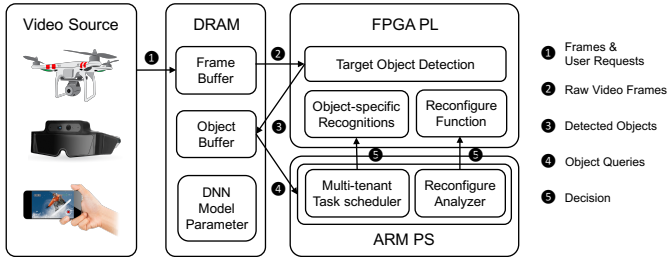 Video Source
DRAM
FPGA PL
1
Frame
Buffer
2
Target Object Detection
Object-specific
Recognitions
Reconfigure
Function
Object
Buffer
3
5
5
4
DNN
Model
Parameter
Multi-tenant
Task scheduler
Reconfigure
Analyzer
ARM PS
1 Frames &
User Requests
2 Raw Video Frames
3 Detected Objects
4 Object Queries
5 Decision